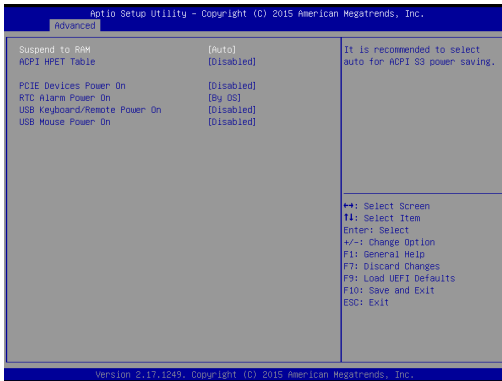 Aptio Setup Utility - Copyright (C) 2015 American Megatrends, Inc.
Advanced
Suspend to RAM [Auto]
ACPI HPET Table [Disabled]
PCIE Devices Power On [Disabled]
RTC Alarm Power On [By OS]
USB Keyboard/Remote Power On [Disabled]
USB Mouse Power On [Disabled]
It is recommended to select
auto for ACPI S3 power saving.
↔: Select Screen
↑↓: Select Item
Enter: Select
+/-: Change Option
F1: General Help
F7: Discard Changes
F9: Load UEFI Defaults
F10: Save and Exit
ESC: Exit
Version 2.17.1249. Copyright (C) 2015 American Megatrends, Inc.